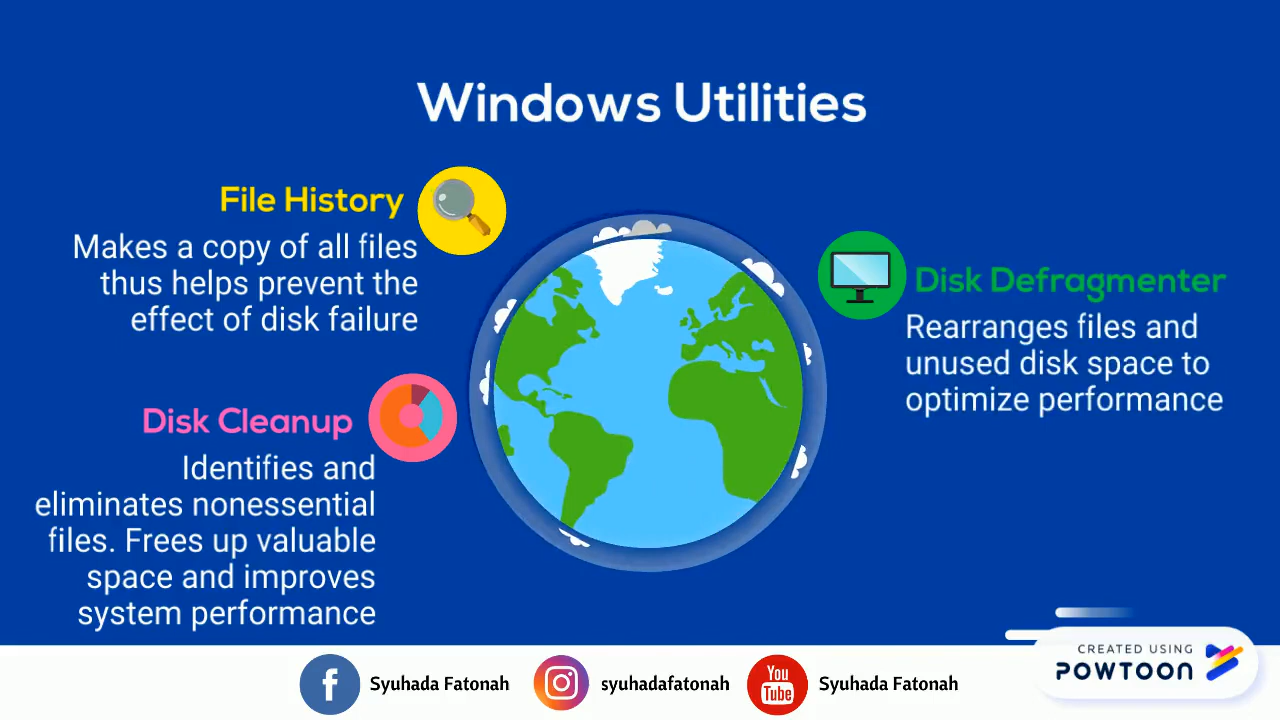 Windows Utilities
File History
Makes a copy of all files
thus helps prevent the
effect of disk failure
Disk Cleanup
Identifies and
eliminates nonessential
files. Frees up valuable
space and improves
system performance
Disk Defragmenter
Rearranges files and
unused disk space to
optimize performance
CREATED USING
POWTOON
f
Syuhada Fatonah
syuhadafatonah
You
Tube
Syuhada Fatonah